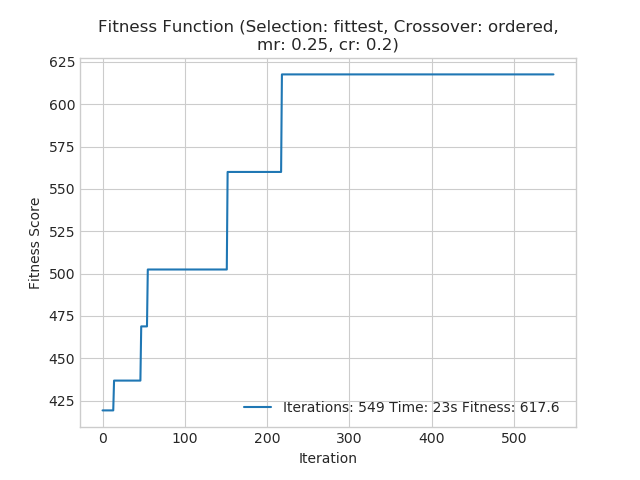 Fitness Function (Selection: fittest, Crossover: ordered,
mr: 0.25, cr: 0.2)
625
600
575
550
525
500
475
450
425
Fitness Score
Iterations: 549 Time: 23s Fitness: 617.6
0 100 200 300 400 500
Iteration